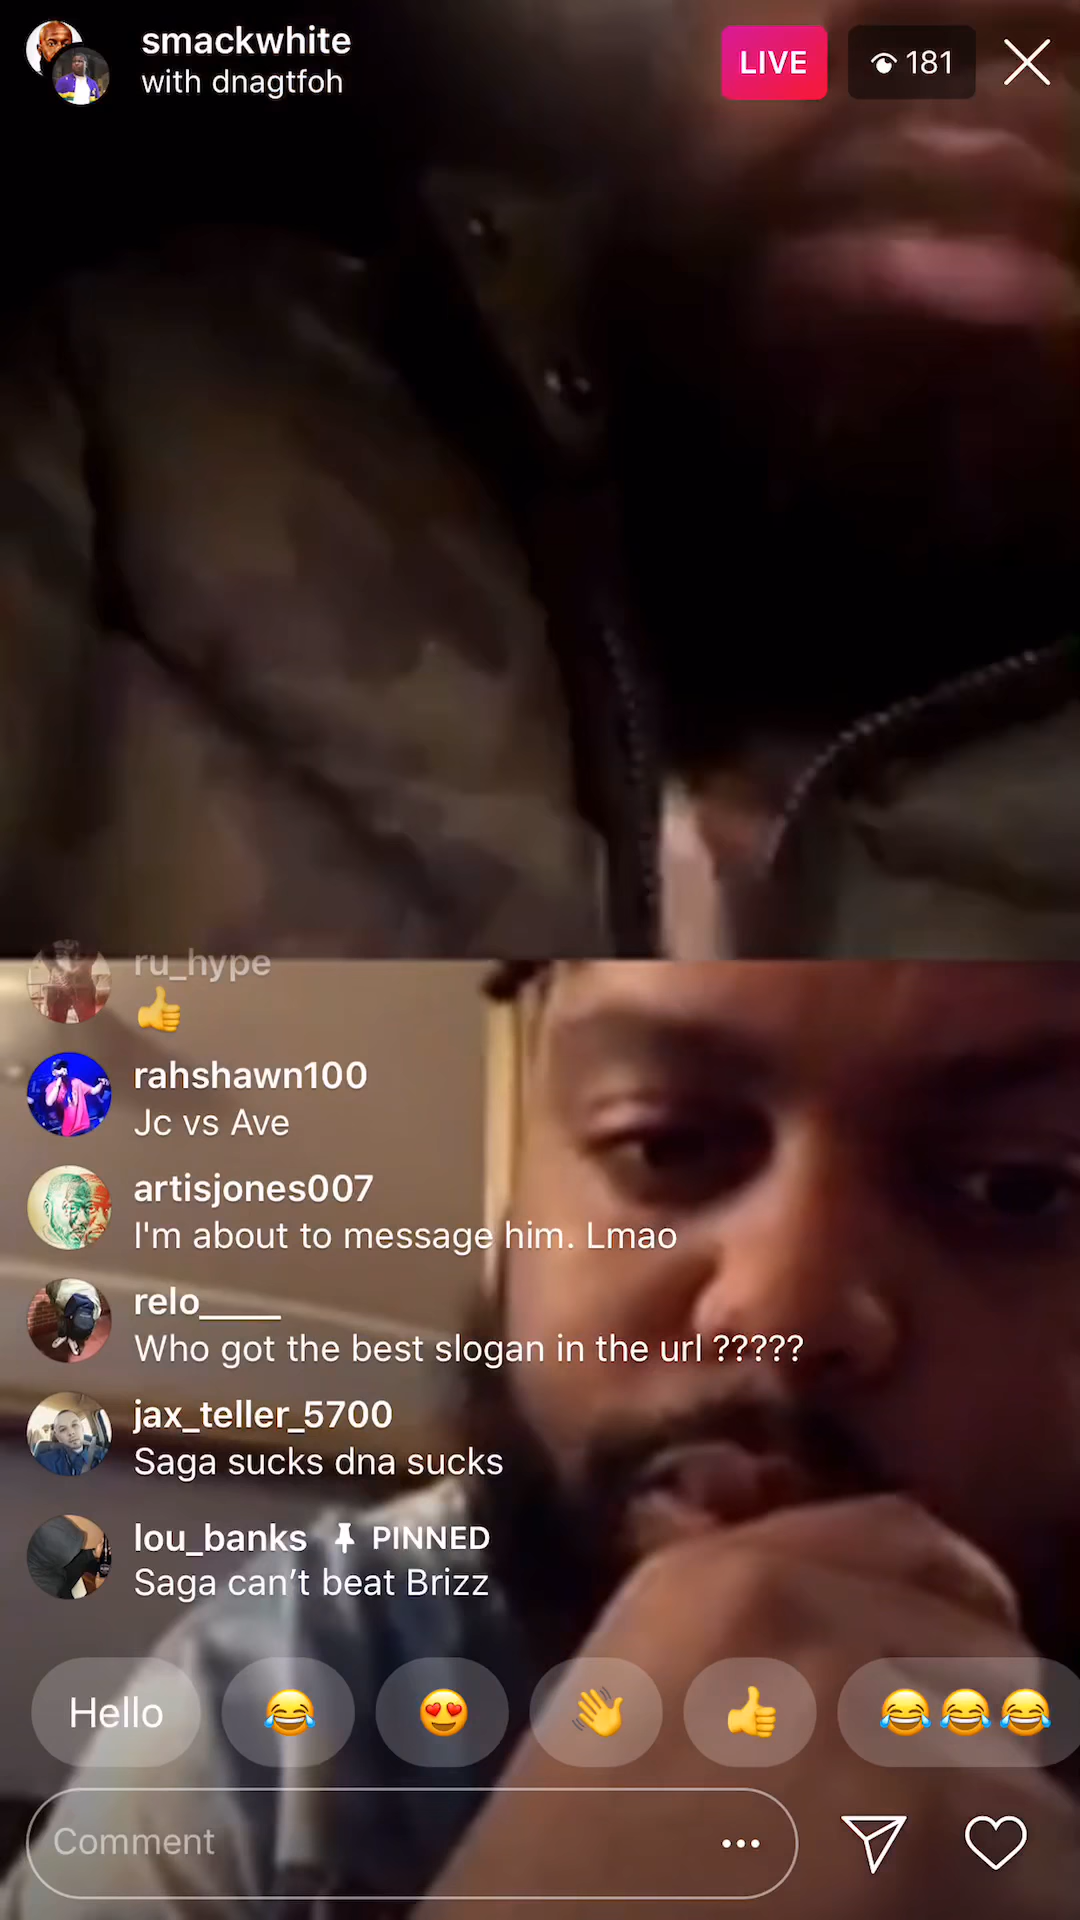 smackwhite
with dnagtfoh
LIVE
181
ru_hype
👍
rahshawn100
Jc vs Ave
artisjones007
I'm about to message him. Lmao
relo____
Who got the best slogan in the url ?????
jax_teller_5700
Saga sucks dna sucks
lou_banks PINNED
Saga can't beat Brizz
Hello 😂 😍 👋 👍 😂😂😂
Comment